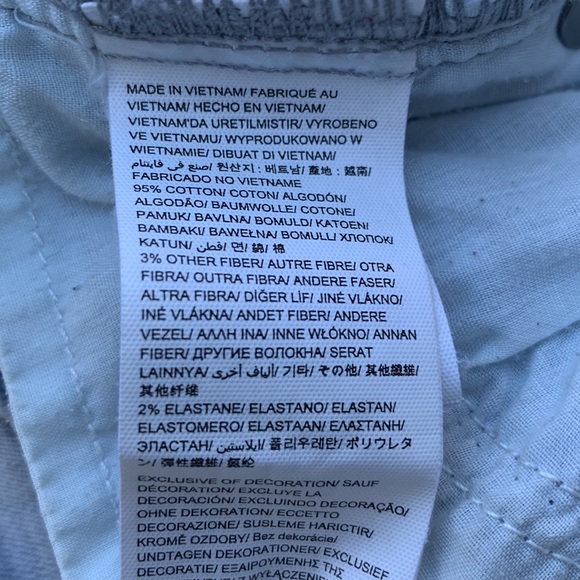 MADE IN VIETNAM/ FABRIQUÉ AU
VIETNAM/ HECHO EN VIETNAM/
VIETNAM'DA URETILMISTIR/ VYROBENO
VE VIETNAMU/ WYPRODUKOWANO W
WIETNAMIE/ DIBUAT DI VIETNAM/
صنع في فايتنام/ 원산지 : 베트남/ 產地 : 越南/
FABRICADO NO VIETNAME
95% COTTON/ COTON/ ALGODÓN/
ALGODÃO/ BAUMWOLLE/ COTONE/
PAMUK/ BAVLNA/ BOMULD/ KATOEN/
BAMBAKI/ BAWEŁNA/ BOMULL/ ХЛОПОК/
KATUN/ قطن/ 면/ 綿/ 棉
3% OTHER FIBER/ AUTRE FIBRE/ OTRA
FIBRA/ OUTRA FIBRA/ ANDERE FASER/
ALTRA FIBRA/ DİĞER LİF/ JINÉ VLÁKNO/
INÉ VLÁKNA/ ANDET FIBER/ ANDERE
VEZEL/ ΑΛΛΗ ΙΝΑ/ INNE WŁÓKNO/ ANNAN
FIBER/ ДРУГИЕ ВОЛОКНА/ SERAT
LAINNYA/ ألياف أخرى/ 기타/ その他/ 其他纖維/
其他纤维
2% ELASTANE/ ELASTANO/ ELASTAN/
ELASTOMERO/ ELASTAAN/ ΕΛΑΣΤΑΝΗ/
ЭЛАСТАН/ ايلاستين/ 폴리우레탄/ ポリウレタ
ン/ 彈性纖維/ 氨纶
EXCLUSIVE OF DECORATION/ SAUF
DÉCORATION/ EXCLUYE LA
DECORACIÓN/ EXCLUINDO DECORAÇÃO/
OHNE DEKORATION/ ECCETTO
DECORAZIONE/ SUSLEME HARICTIR/
KROMĚ OZDOBY/ Bez dekorácie/
UNDTAGEN DEKORATIONER/ EXCLUSIEF
DECORATIE/ ΕΞΑΙΡΟΥΜΕΝΗΣ ΤΗΣ